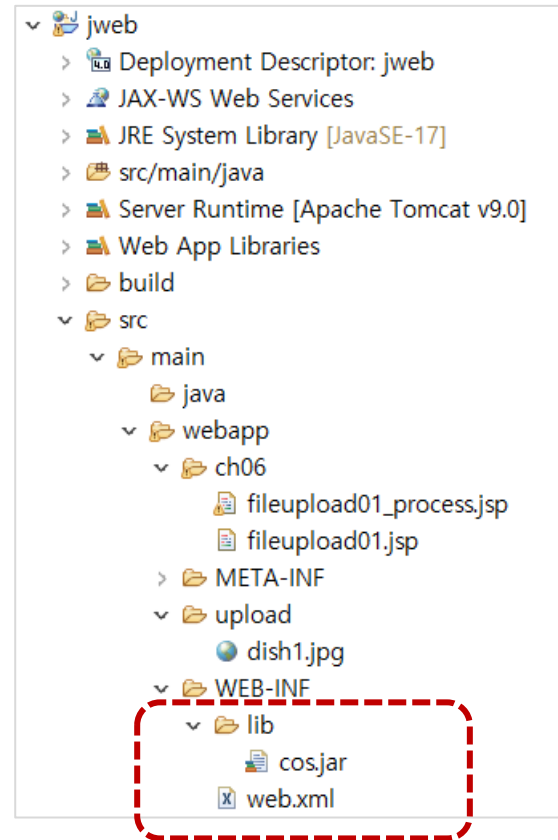 jweb
Deployment Descriptor: jweb
JAX-WS Web Services
JRE System Library [JavaSE-17]
src/main/java
Server Runtime [Apache Tomcat v9.0]
Web App Libraries
build
src
main
java
webapp
ch06
fileupload01_process.jsp
fileupload01.jsp
META-INF
upload
dish1.jpg
WEB-INF
lib
cos.jar
web.xml